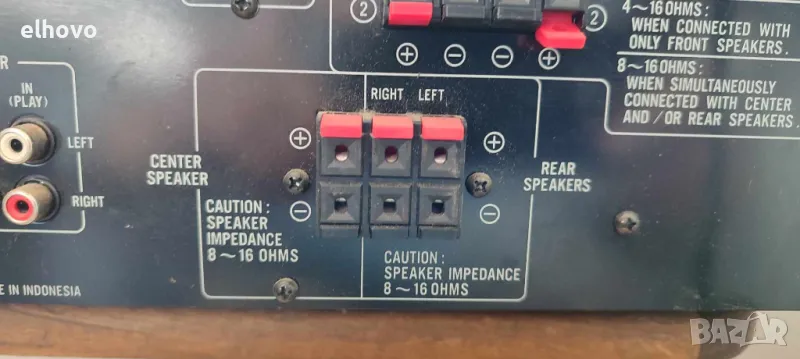 elhovo
② ②
4~16 OHMS:
WHEN CONNECTED WITH
ONLY FRONT SPEAKERS.
8~16 OHMS:
WHEN SIMULTANEOUSLY
CONNECTED WITH CENTER
AND /OR REAR SPEAKERS.
⊕ ⊖ ⊖ ⊕
IN
(PLAY)
LEFT
RIGHT
RIGHT LEFT
⊕ ⊕
CENTER
SPEAKER
REAR
SPEAKERS
⊖ ⊖
CAUTION :
SPEAKER
IMPEDANCE
8~16 OHMS
CAUTION :
SPEAKER IMPEDANCE
8~16 OHMS
E IN INDONESIA
BAZAR